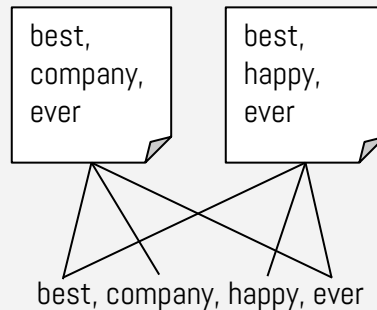 best,
company,
ever
best,
happy,
ever
best, company, happy, ever